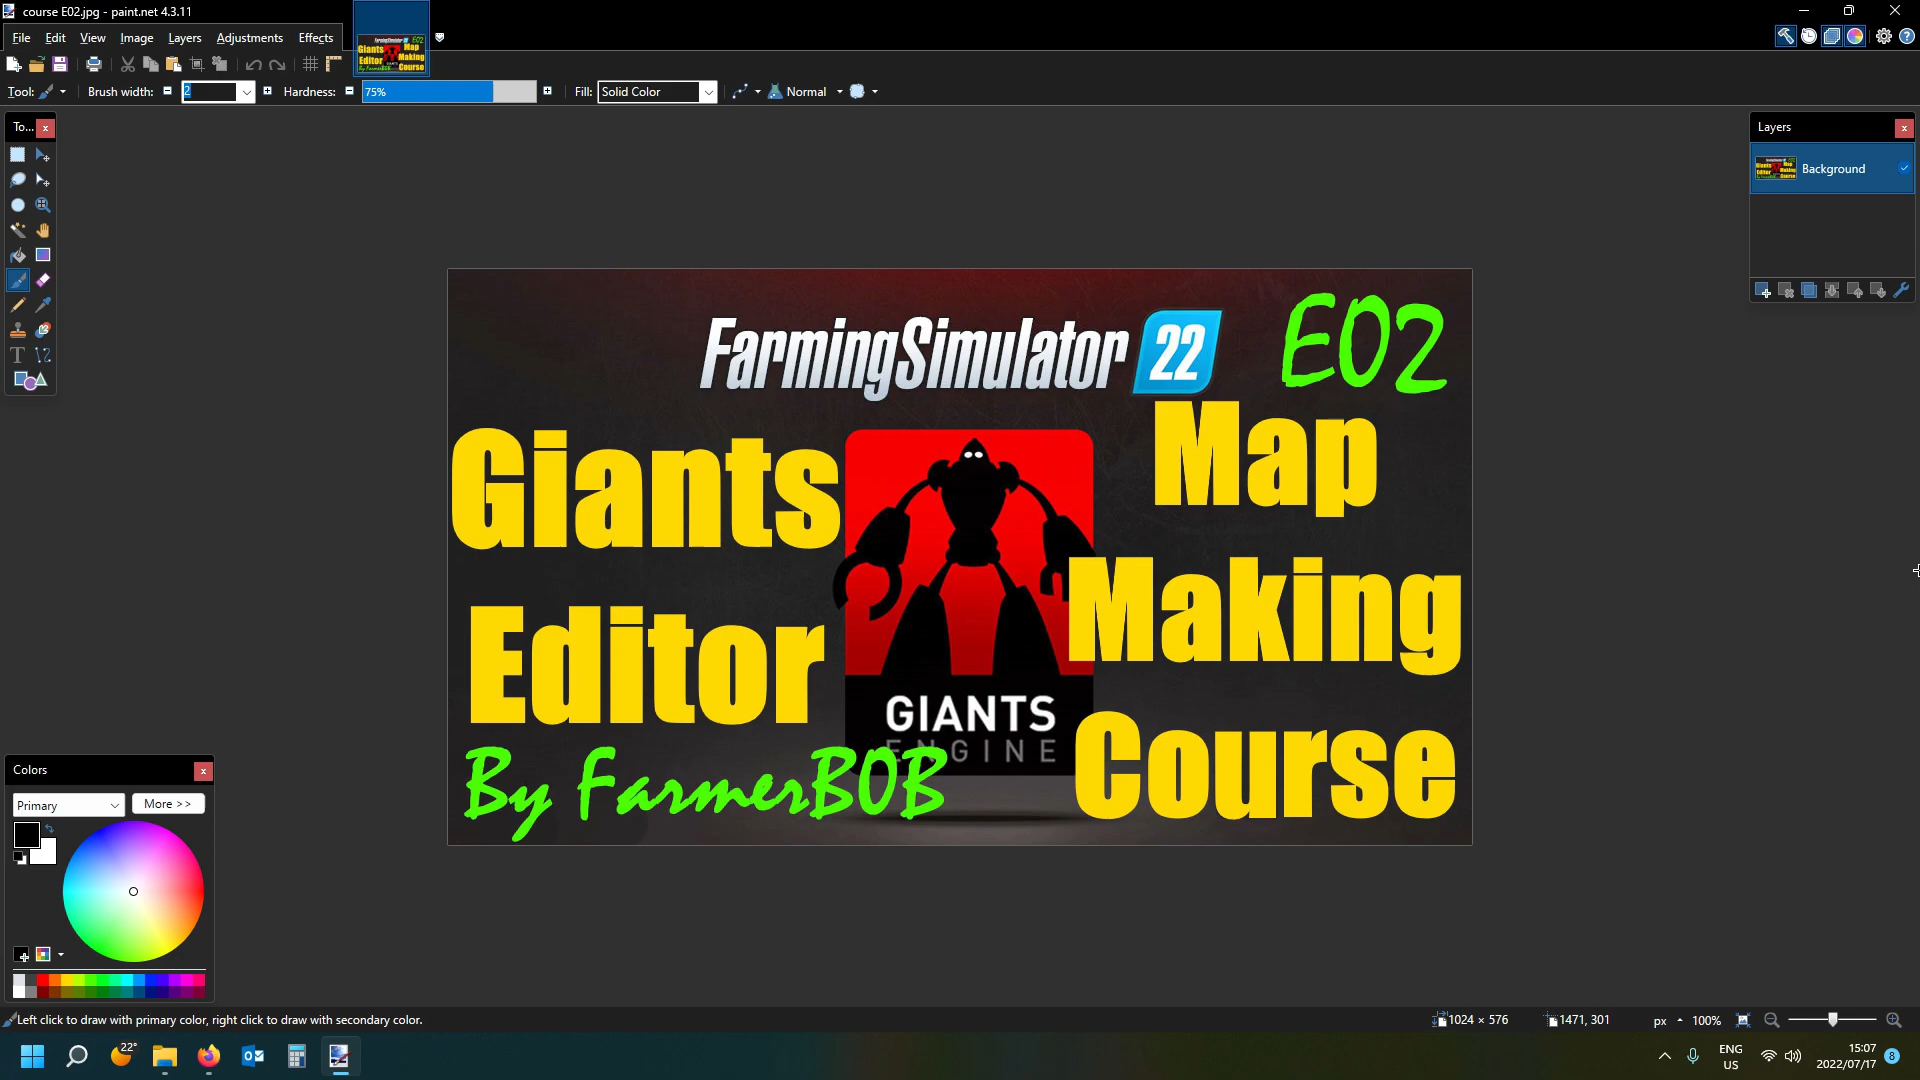 course E02.jpg - paint.net 4.3.11
File Edit View Image Layers Adjustments Effects
Tool: Brush width: 2 Hardness: 75% Fill: Solid Color Normal
To...
Layers
Background
FarmingSimulator 22
E02
Giants
Editor
By FarmerBOB
GIANTS
ENGINE
Map
Making
Course
Colors
Primary
More >>
Left click to draw with primary color, right click to draw with secondary color.
1024 × 576
1471, 301
px
100%
22°
ENG
US
15:07
2022/07/17
8